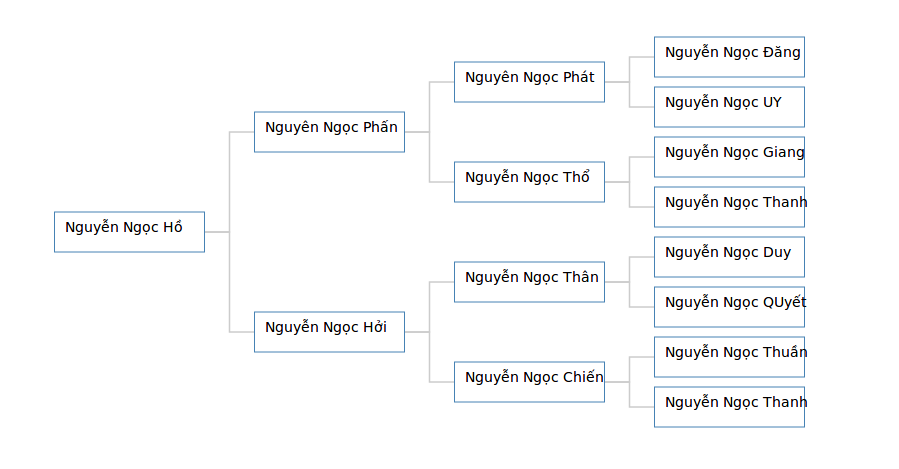 Nguyễn Ngọc Hồ
Nguyên Ngọc Phấn
Nguyễn Ngọc Hởi
Nguyên Ngọc Phát
Nguyễn Ngọc Thổ
Nguyễn Ngọc Thân
Nguyễn Ngọc Chiến
Nguyễn Ngọc Đăng
Nguyễn Ngọc UY
Nguyễn Ngọc Giang
Nguyễn Ngọc Thanh
Nguyễn Ngọc Duy
Nguyễn Ngọc QUyết
Nguyễn Ngọc Thuần
Nguyễn Ngọc Thanh